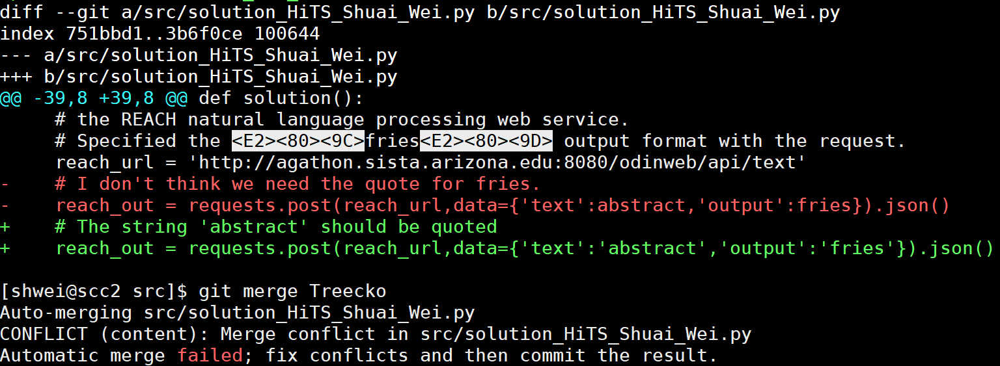 diff --git a/src/solution_HiTS_Shuai_Wei.py b/src/solution_HiTS_Shuai_Wei.py
index 751bbd1..3b6f0ce 100644
--- a/src/solution_HiTS_Shuai_Wei.py
+++ b/src/solution_HiTS_Shuai_Wei.py
@@ -39,8 +39,8 @@ def solution():
     # the REACH natural language processing web service.
     # Specified the <E2><80><9C>fries<E2><80><9D> output format with the request.
     reach_url = 'http://agathon.sista.arizona.edu:8080/odinweb/api/text'
-    # I don't think we need the quote for fries.
-    reach_out = requests.post(reach_url,data={'text':abstract,'output':fries}).json()
+    # The string 'abstract' should be quoted
+    reach_out = requests.post(reach_url,data={'text':'abstract','output':'fries'}).json()
[shwei@scc2 src]$ git merge Treecko
Auto-merging src/solution_HiTS_Shuai_Wei.py
CONFLICT (content): Merge conflict in src/solution_HiTS_Shuai_Wei.py
Automatic merge failed; fix conflicts and then commit the result.